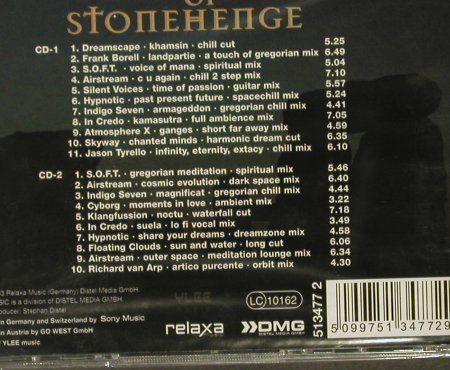 STONEHENGE
CD-1 1. Dreamscape · khamsin · chill cut 5.25
2. Frank Borell · landpartie · a touch of gregorian mix 6.49
3. S.O.F.T. · voice of mana · spiritual mix 5.04
4. Airstream · c u again · chill 2 step mix 7.10
5. Silent Voices · time of passion · guitar mix 5.57
6. Hypnotic · past present future · spacechill mix 5.24
7. Indigo Seven · armageddon · gregorian chill mix 4.41
8. In Credo · kamasutra · full ambience mix 7.05
9. Atmosphere X · ganges · short far away mix 4.59
10. Skyway · chanted minds · harmonic dream cut 6.35
11. Jason Tyrello · infinity, eternity, extacy · chill mix 6.10
CD-2 1. S.O.F.T. · gregorian meditation · spiritual mix 5.46
2. Airstream · cosmic evolution · dark space mix 6.40
3. Indigo Seven · magnificat · gregorian chill mix 4.44
4. Cyborg · moments in love · ambient mix 3.22
5. Klangfussion · noctu · waterfall cut 7.18
6. In Credo · suela · lo fi vocal mix 3.49
7. Hypnotic · share your dreams · dreamzone mix 4.58
8. Floating Clouds · sun and water · long cut 6.06
9. Airstream · outer space · meditation lounge mix 6.34
10. Richard van Arp · artico purcente · orbit mix 4.30
3 Relaxa Music (Germany) Distel Media GmbH.
SIC is a division of DISTEL MEDIA GMBH.
oducer: Stephan Distel
in Germany and Switzerland by Sony Music
in Austria by GO WEST GmbH
YLEE music
YLEE
relaxa
LC 10162
DMG
DISTEL MEDIA GMBH
513477 2
5 099751 347729